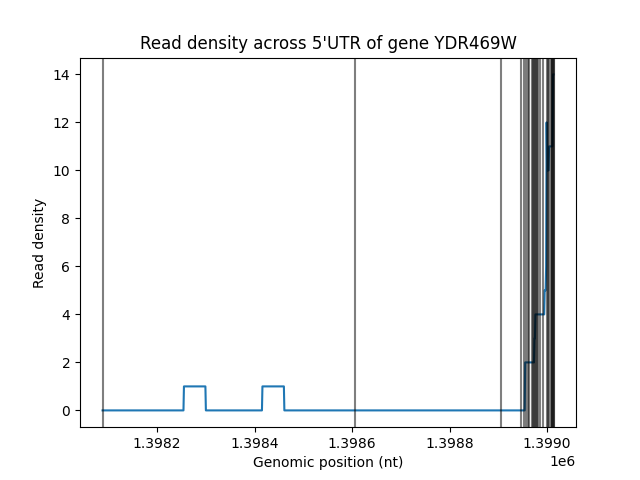 Read density across 5'UTR of gene YDR469W
14
12
10
8
6
4
2
0
Read density
1.3982 1.3984 1.3986 1.3988 1.3990
1e6
Genomic position (nt)